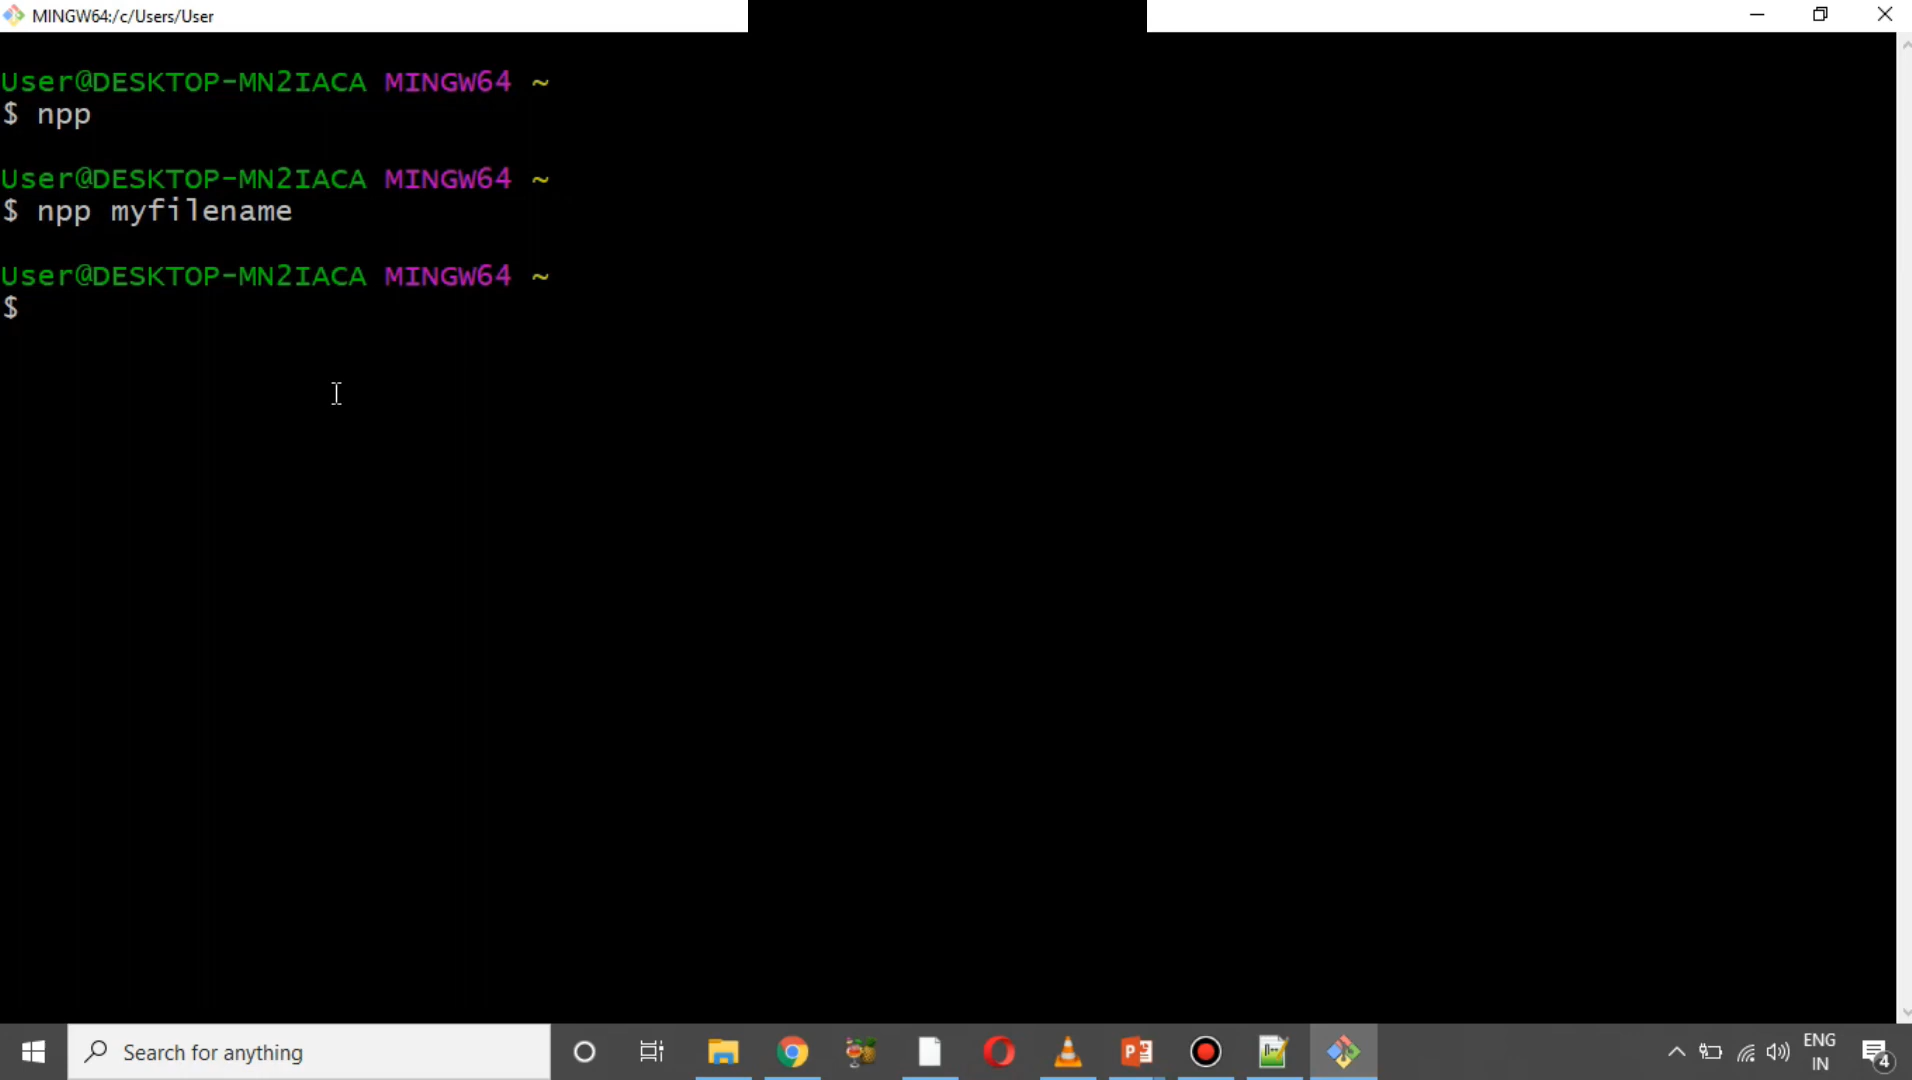 MINGW64:/c/Users/User
User@DESKTOP-MN2IACA MINGW64 ~
$ npp
User@DESKTOP-MN2IACA MINGW64 ~
$ npp myfilename
User@DESKTOP-MN2IACA MINGW64 ~
$
Search for anything
ENG
IN
4